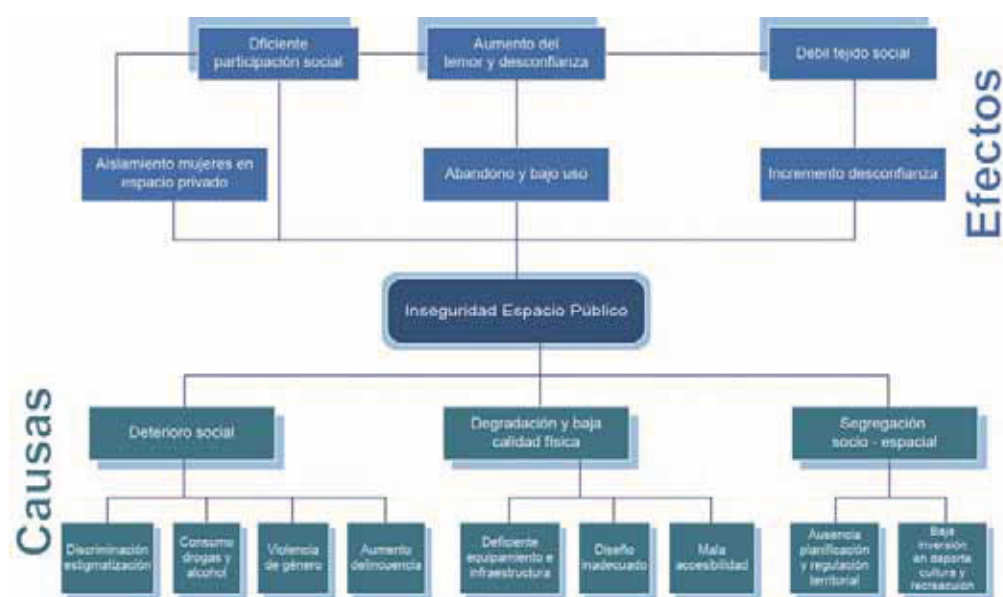 Dficiente
participación social
Aumento del
temor y desconfianza
Debil tejido social
Efectos
Aislamiento mujeres en
espacio privado
Abandono y bajo uso
Incremento desconfianza
Inseguridad Espacio Público
Causas
Deterioro social
Degradación y baja
calidad física
Segregación
socio - espacial
Discriminación
estigmatización
Consumo
drogas y
alcohol
Violencia
de género
Aumento
delincuencia
Deficiente
equipamiento e
infraestructura
Diseño
inadecuado
Mala
accesibilidad
Ausencia
planificación
y regulación
territorial
Baja
inversión
en deporte
cultura y
recreación